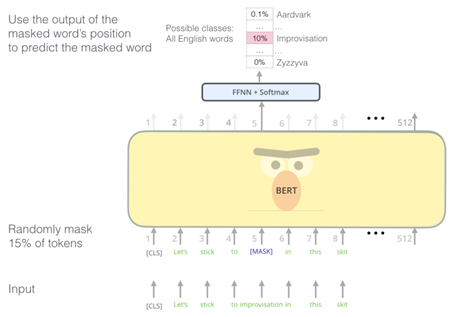 Use the output of the
masked word's position
to predict the masked word
Possible classes:
All English words
0.1% Aardvark
... ...
10% Improvisation
... ...
0% Zyzzyva
FFNN + Softmax
1 2 3 4 5 6 7 8 ... 512
BERT
Randomly mask
15% of tokens
1 2 3 4 5 6 7 8 ... 512
[CLS] Let's stick to [MASK] in this skit
Input
[CLS] Let's stick to improvisation in this skit